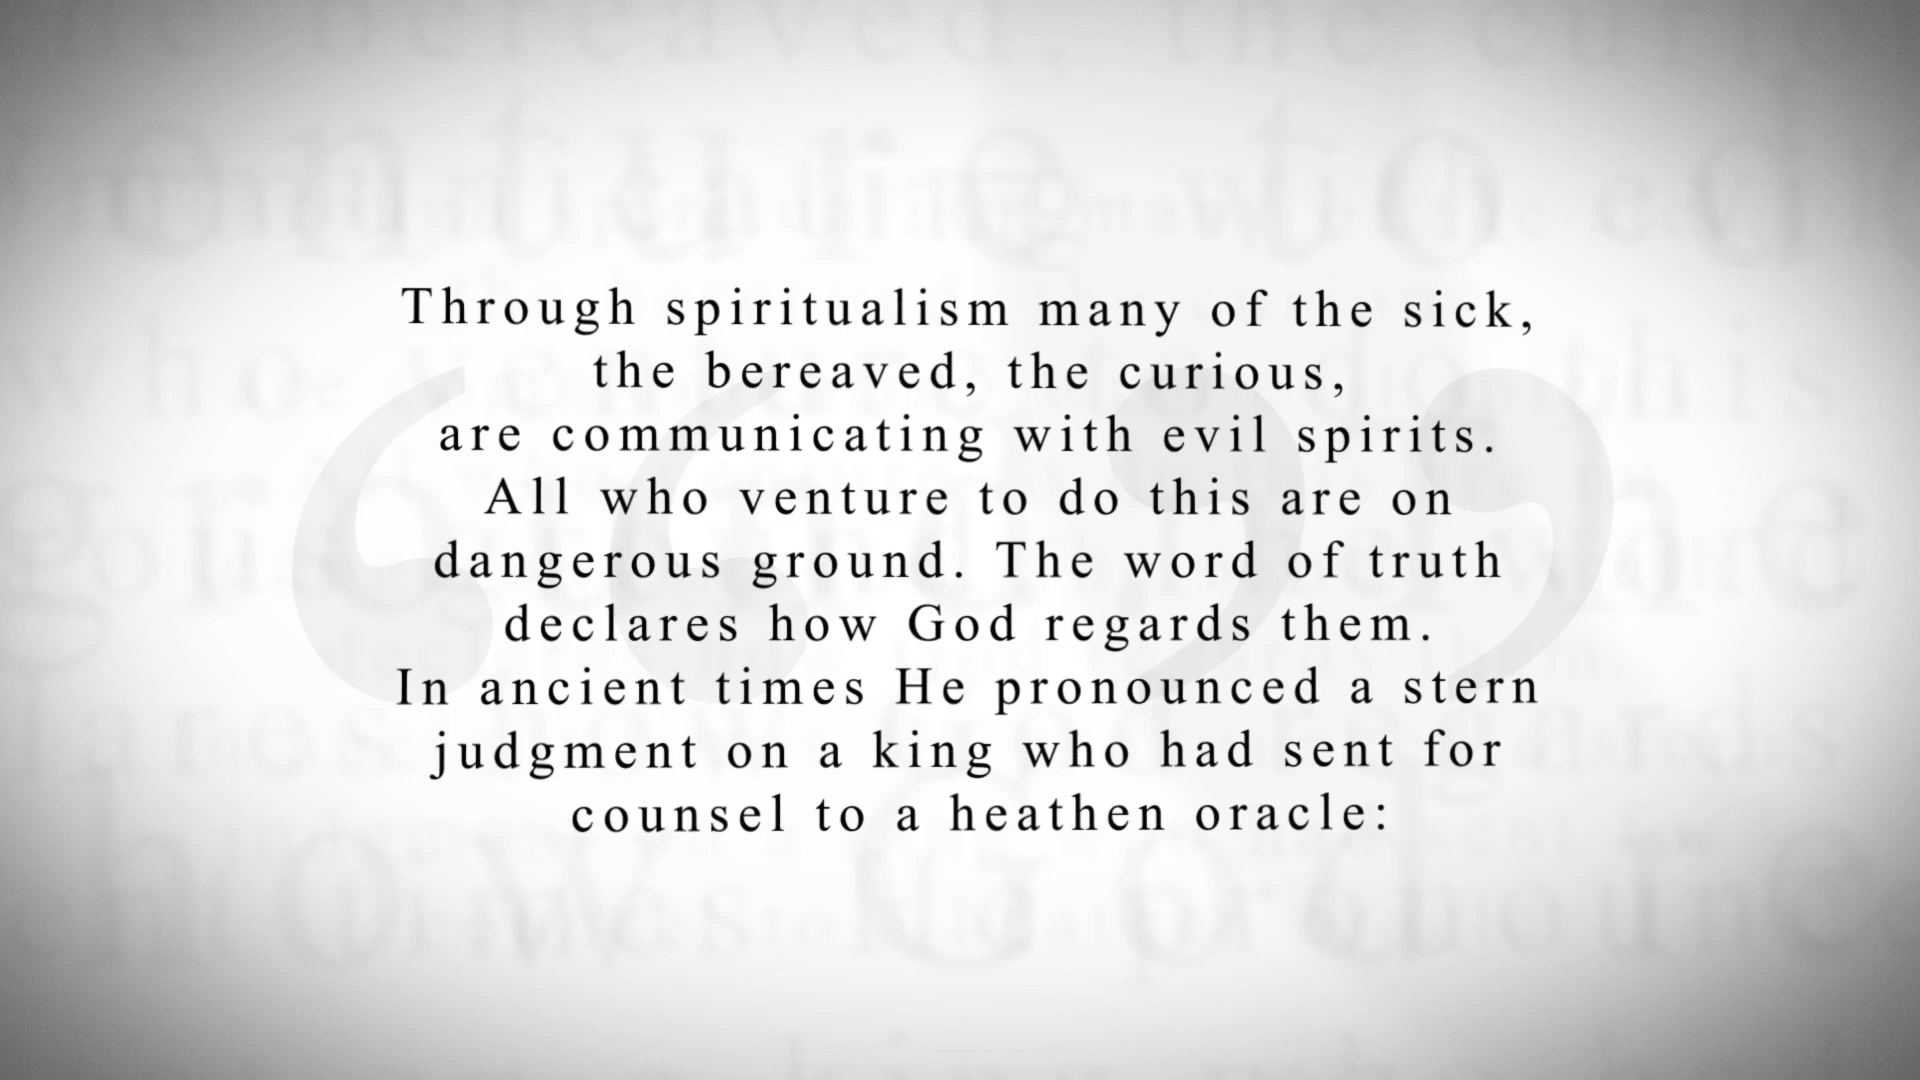 Through spiritualism many of the sick,
the bereaved, the curious,
are communicating with evil spirits.
All who venture to do this are on
dangerous ground. The word of truth
declares how God regards them.
In ancient times He pronounced a stern
judgment on a king who had sent for
counsel to a heathen oracle: